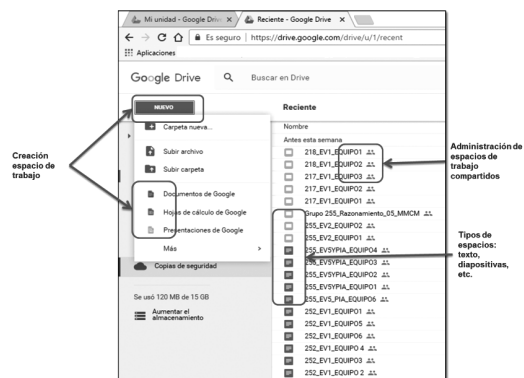 Mi unidad - Google Driv
Reciente - Google Drive
Es seguro | https://drive.google.com/drive/u/1/recent
Aplicaciones
Google Drive
Buscar en Drive
NUEVO
Reciente
Carpeta nueva...
Subir archivo
Subir carpeta
Documentos de Google
Hojas de cálculo de Google
Presentaciones de Google
Más
Copias de seguridad
Se usó 120 MB de 15 GB
Aumentar el
almacenamiento
Nombre
Antes esta semana
218_EV1_EQUIPO1
218_EV1_EQUIPO2
217_EV1_EQUIPO3
217_EV1_EQUIPO2
217_EV1_EQUIPO1
Grupo 255_Razonamiento_05_MMCM
255_EV2_EQUIPO2
255_EV2_EQUIPO1
255_EV5YPIA_EQUIPO4
255_EV5YPIA_EQUIPO3
255_EV5YPIA_EQUIPO2
255_EV5YPIA_EQUIPO1
255_EV5_PIA_EQUIPO6
252_EV1_EQUIPO1
252_EV1_EQUIPO5
252_EV1_EQUIPO6
252_EV1_EQUIPO 4
252_EV1_EQUIPO3
252_EV1_EQUIPO 2
Creación
espacio de
trabajo
Administración de
espacios de
trabajo
compartidos
Tipos de
espacios:
texto,
diapositivas,
etc.